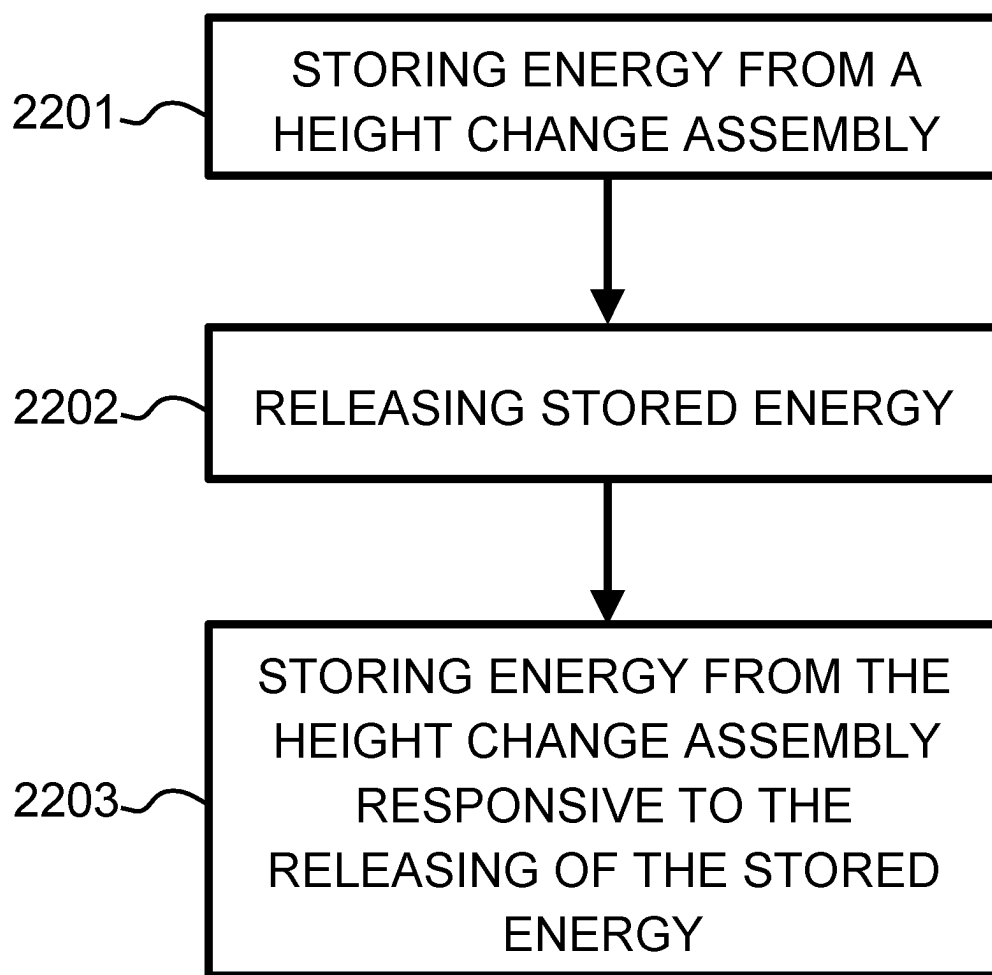 2201
STORING ENERGY FROM A
HEIGHT CHANGE ASSEMBLY
2202
RELEASING STORED ENERGY
2203
STORING ENERGY FROM THE
HEIGHT CHANGE ASSEMBLY
RESPONSIVE TO THE
RELEASING OF THE STORED
ENERGY